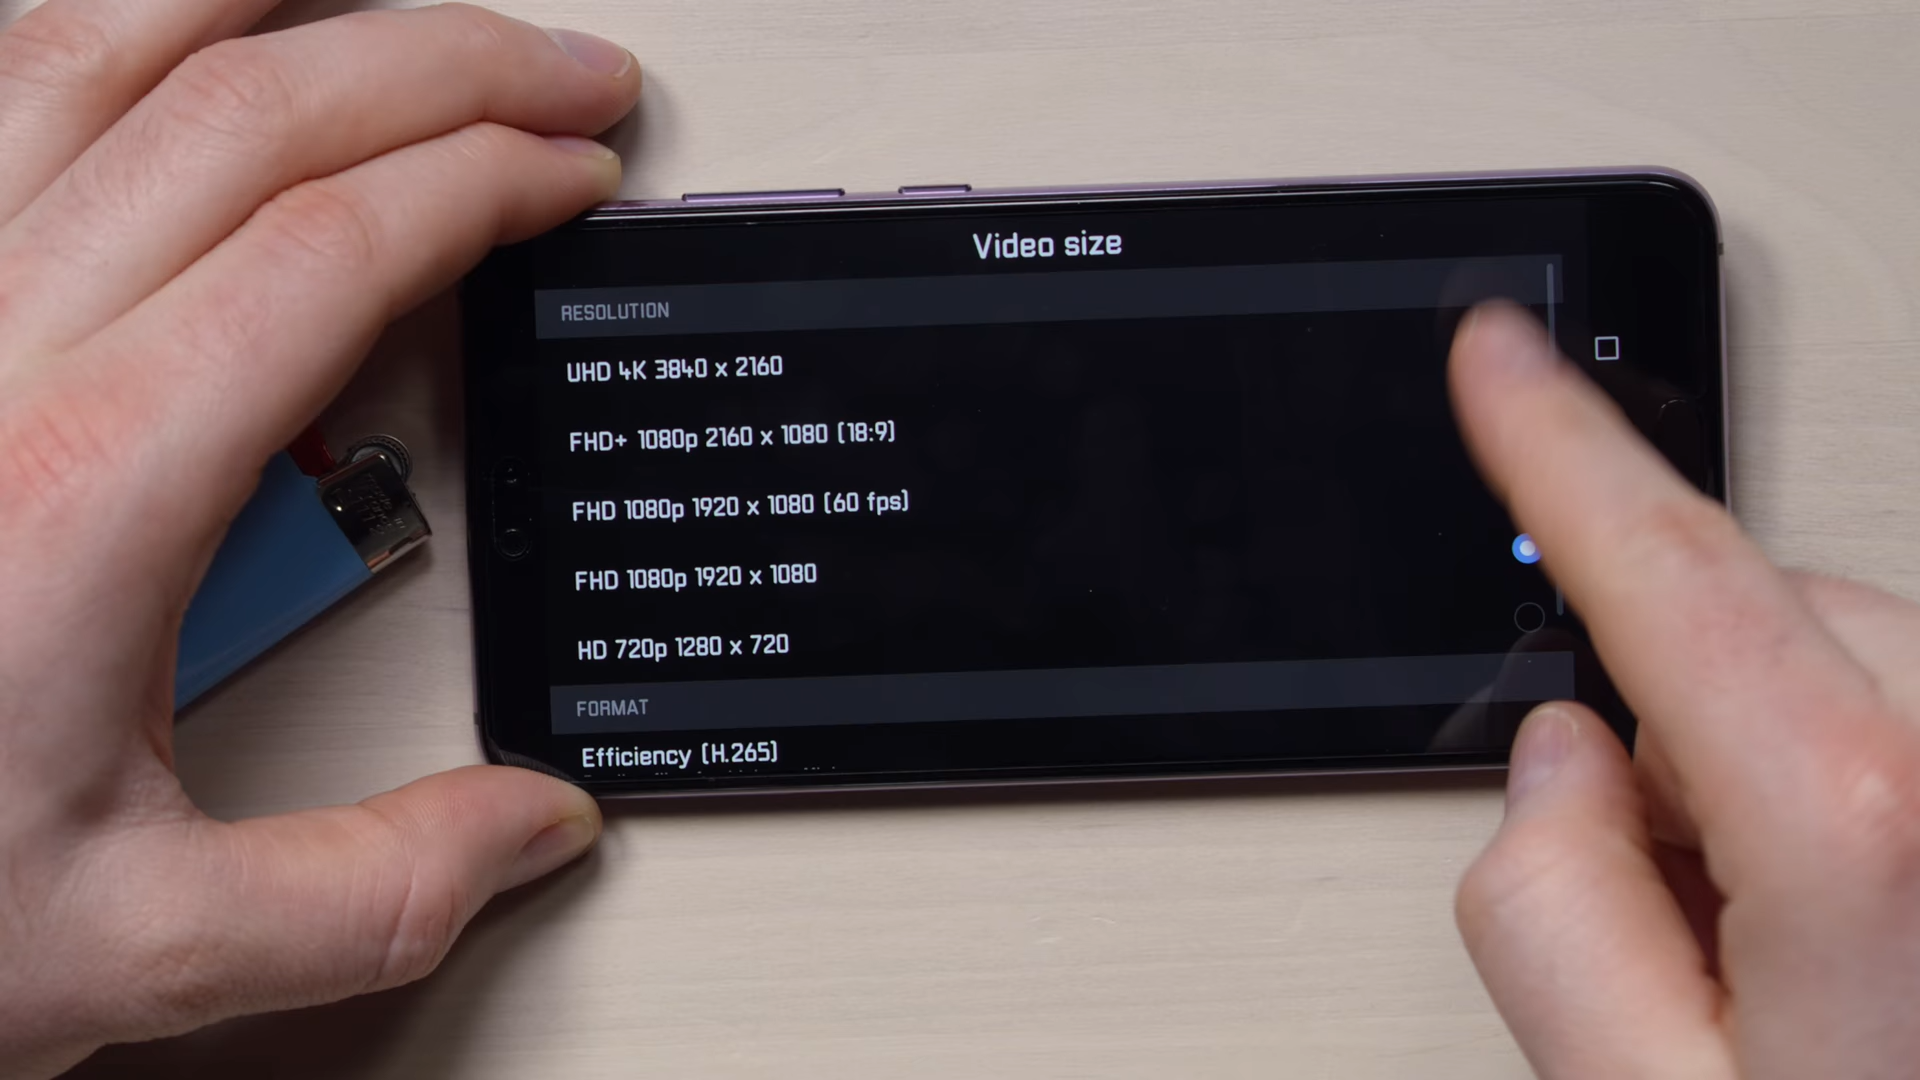 Video size
RESOLUTION
UHD 4K 3840 x 2160
FHD+ 1080p 2160 x 1080 (18:9)
FHD 1080p 1920 x 1080 (60 fps)
FHD 1080p 1920 x 1080
HD 720p 1280 x 720
FORMAT
Efficiency (H.265)